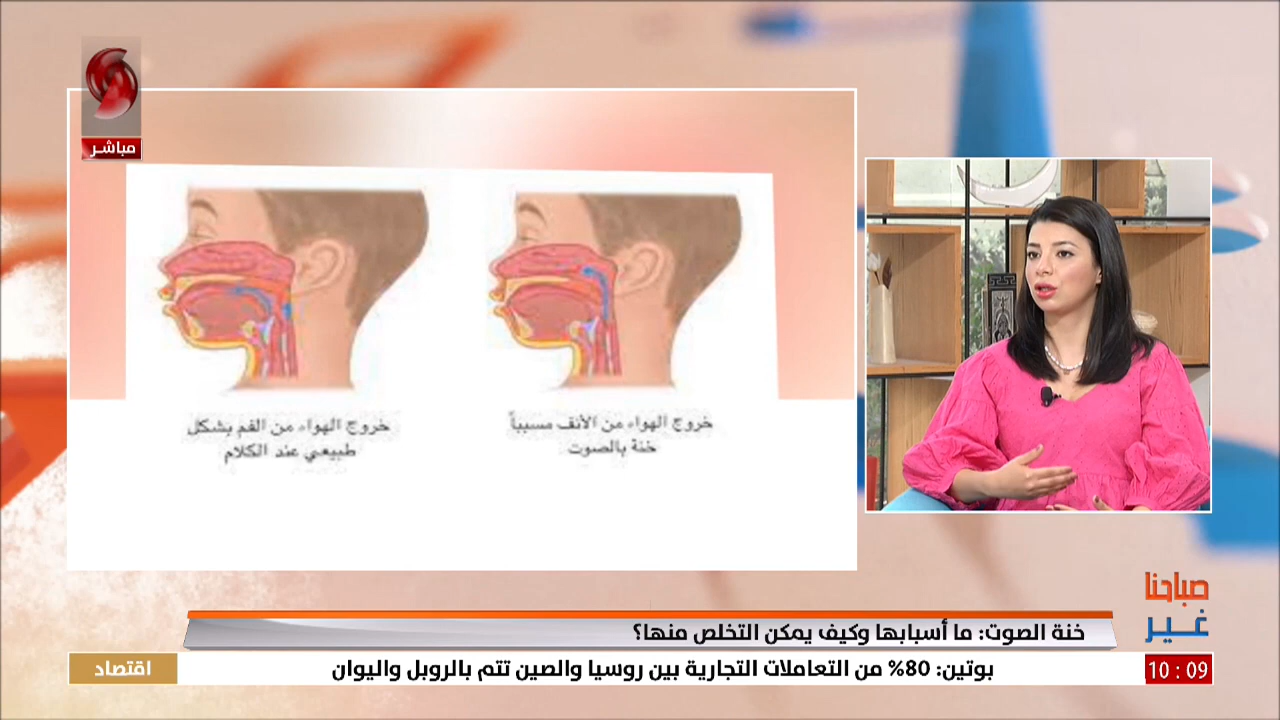 مباشر
خروج الهواء من الأنف مسبباً
خنة بالصوت
خروج الهواء من الفم بشكل
طبيعي عند الكلام
صباحنا
غير
خنة الصوت: ما أسبابها وكيف يمكن التخلص منها؟
10:09
بوتين: 80% من التعاملات التجارية بين روسيا والصين تتم بالروبل واليوان
اقتصاد